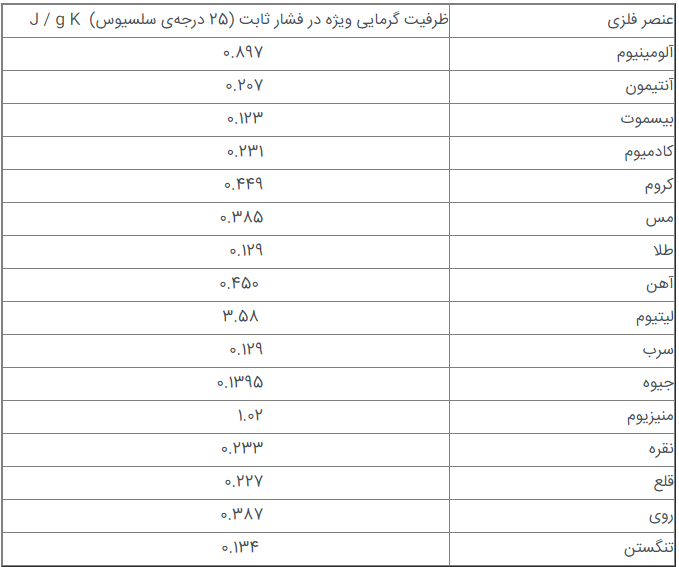 عنصر فلزی ظرفیت گرمایی ویژه در فشار ثابت (۲۵ درجه‌ی سلسیوس) J / g K
آلومینیوم ۰.۸۹۷
آنتیمون ۰.۲۰۷
بیسموت ۰.۱۲۳
کادمیوم ۰.۲۳۱
کروم ۰.۴۴۹
مس ۰.۳۸۵
طلا ۰.۱۲۹
آهن ۰.۴۵۰
لیتیوم ۳.۵۸
سرب ۰.۱۲۹
جیوه ۰.۱۳۹۵
منیزیوم ۱.۰۲
نقره ۰.۲۳۳
قلع ۰.۲۲۷
روی ۰.۳۸۷
تنگستن ۰.۱۳۴